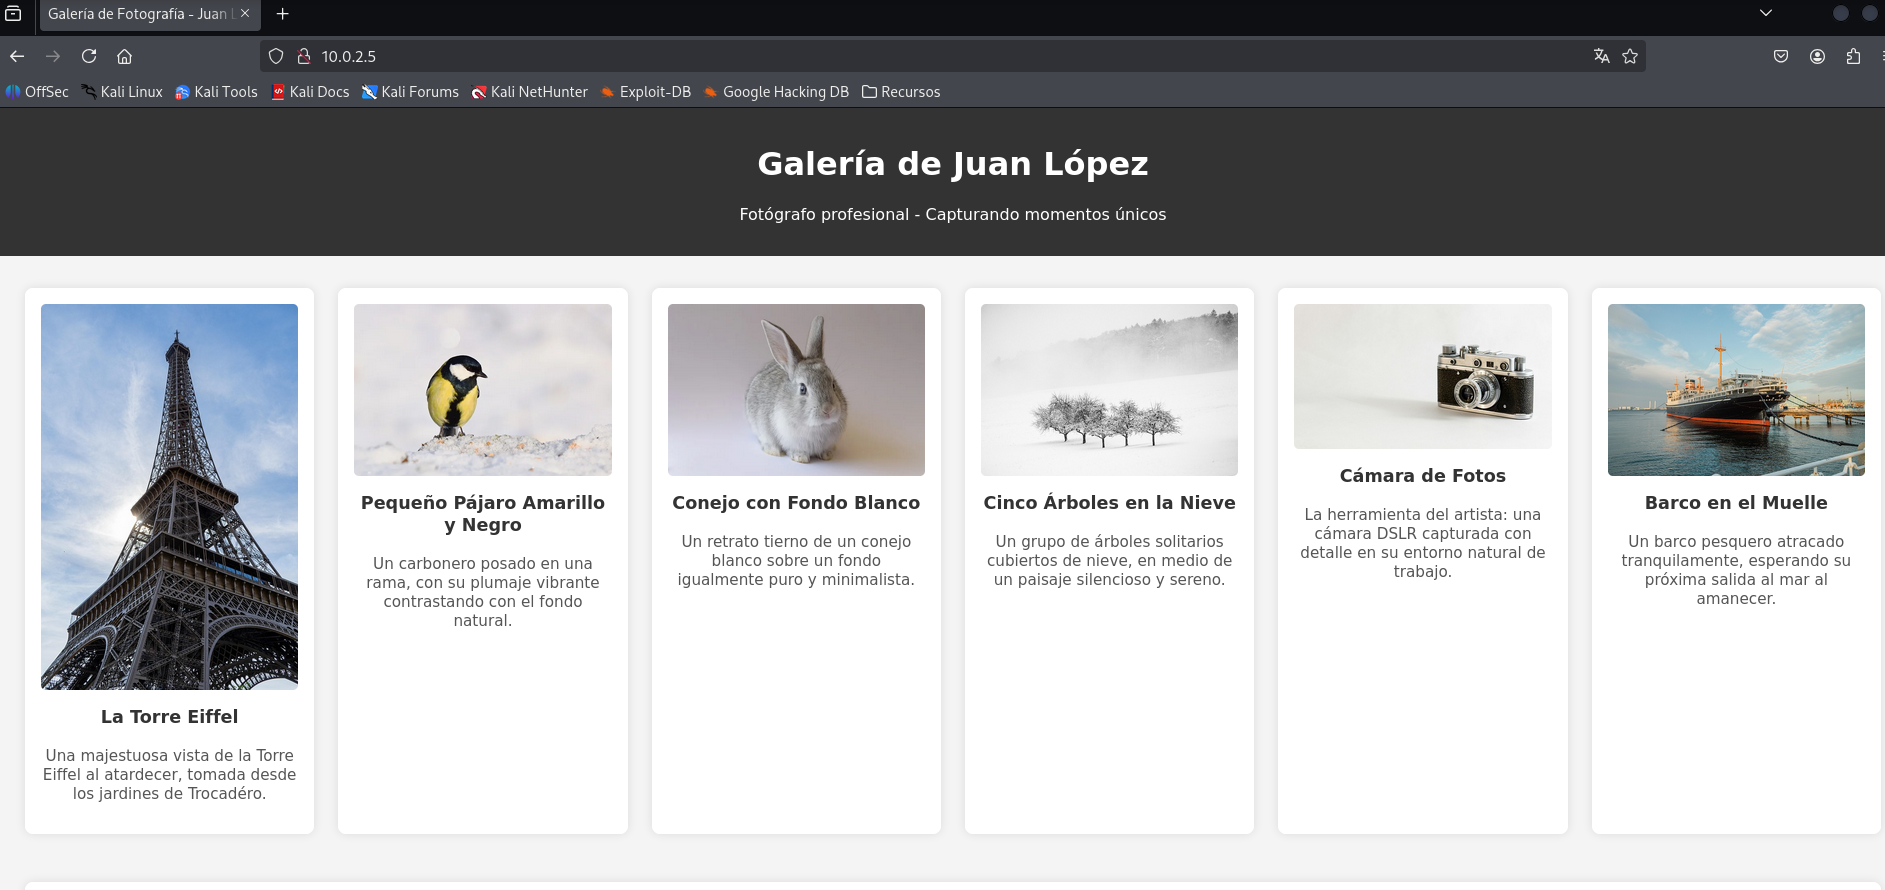 Galería de Fotografía - Juan L
10.0.2.5
OffSec
Kali Linux
Kali Tools
Kali Docs
Kali Forums
Kali NetHunter
Exploit-DB
Google Hacking DB
Recursos
Galería de Juan López
Fotógrafo profesional - Capturando momentos únicos
La Torre Eiffel
Una majestuosa vista de la Torre
Eiffel al atardecer, tomada desde
los jardines de Trocadéro.
Pequeño Pájaro Amarillo
y Negro
Un carbonero posado en una
rama, con su plumaje vibrante
contrastando con el fondo
natural.
Conejo con Fondo Blanco
Un retrato tierno de un conejo
blanco sobre un fondo
igualmente puro y minimalista.
Cinco Árboles en la Nieve
Un grupo de árboles solitarios
cubiertos de nieve, en medio de
un paisaje silencioso y sereno.
Cámara de Fotos
La herramienta del artista: una
cámara DSLR capturada con
detalle en su entorno natural de
trabajo.
Barco en el Muelle
Un barco pesquero atracado
tranquilamente, esperando su
próxima salida al mar al
amanecer.